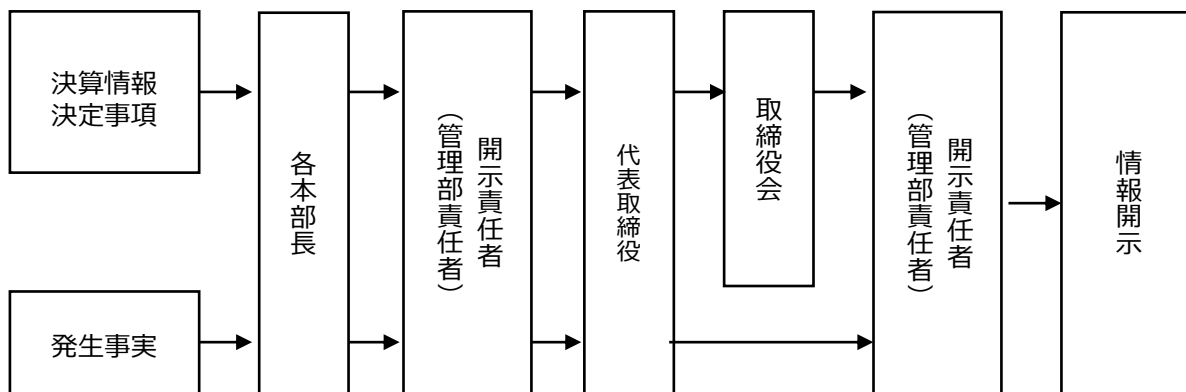 決算情報
決定事項
発生事実
各本部長
開示責任者
（管理部責任者）
代表取締役
取締役会
開示責任者
（管理部責任者）
情報開示